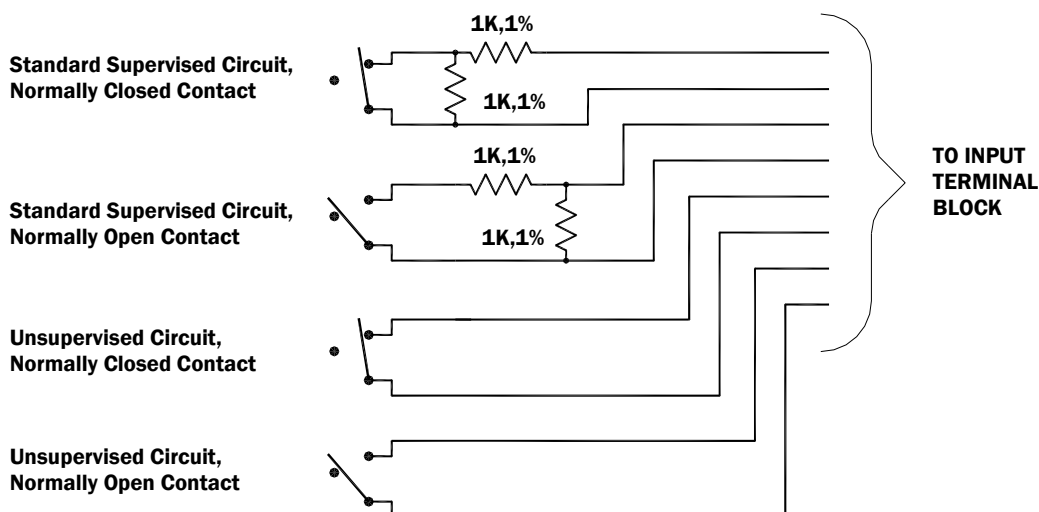 1K,1%
Standard Supervised Circuit,
Normally Closed Contact
1K,1%
1K,1%
Standard Supervised Circuit,
Normally Open Contact
1K,1%
TO INPUT
TERMINAL
BLOCK
Unsupervised Circuit,
Normally Closed Contact
Unsupervised Circuit,
Normally Open Contact